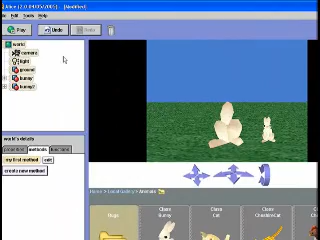 Alice (2.0 04/05/2005) - [Modified]
File Edit Tools Help
Play Undo Redo
world
camera
light
ground
bunny
bunny2
world's details
properties methods functions
my first method edit
create new method
Home > Local Gallery > Animals
Bugs
Class Bunny
Class Cat
Class CheshireCat